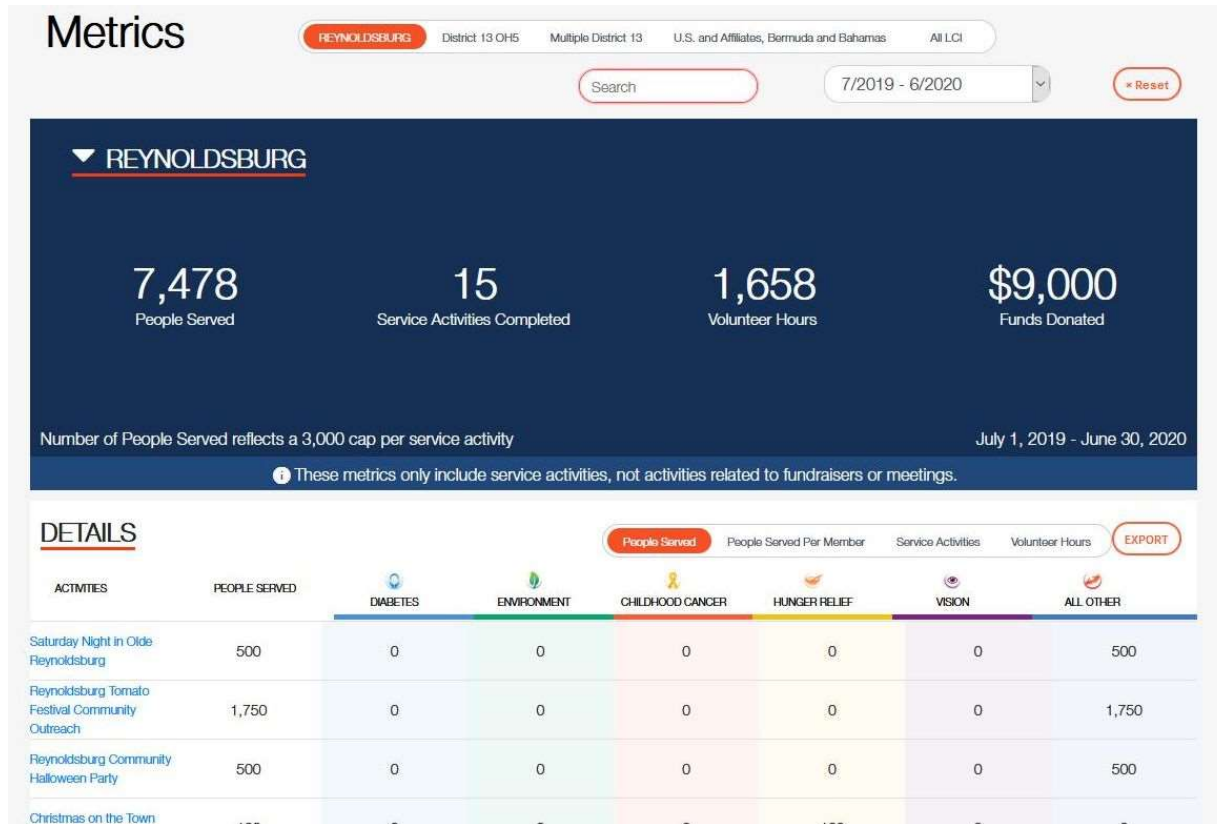 Metrics
REYNOLDSBURG District 13 OH5 Multiple District 13 U.S. and Affiliates, Bermuda and Bahamas All LCI
Search 7/2019 - 6/2020 × Reset
REYNOLDSBURG
7,478 15 1,658 $9,000
People Served Service Activities Completed Volunteer Hours Funds Donated
Number of People Served reflects a 3,000 cap per service activity July 1, 2019 - June 30, 2020
These metrics only include service activities, not activities related to fundraisers or meetings.
DETAILS
People Served People Served Per Member Service Activities Volunteer Hours EXPORT
ACTIVITIES PEOPLE SERVED DIABETES ENVIRONMENT CHILDHOOD CANCER HUNGER RELIEF VISION ALL OTHER
Saturday Night in Olde
Reynoldsburg
500 0 0 0 0 0 500
Reynoldsburg Tomato
Festival Community
Outreach
1,750 0 0 0 0 0 1,750
Reynoldsburg Community
Halloween Party
500 0 0 0 0 0 500
Christmas on the Town